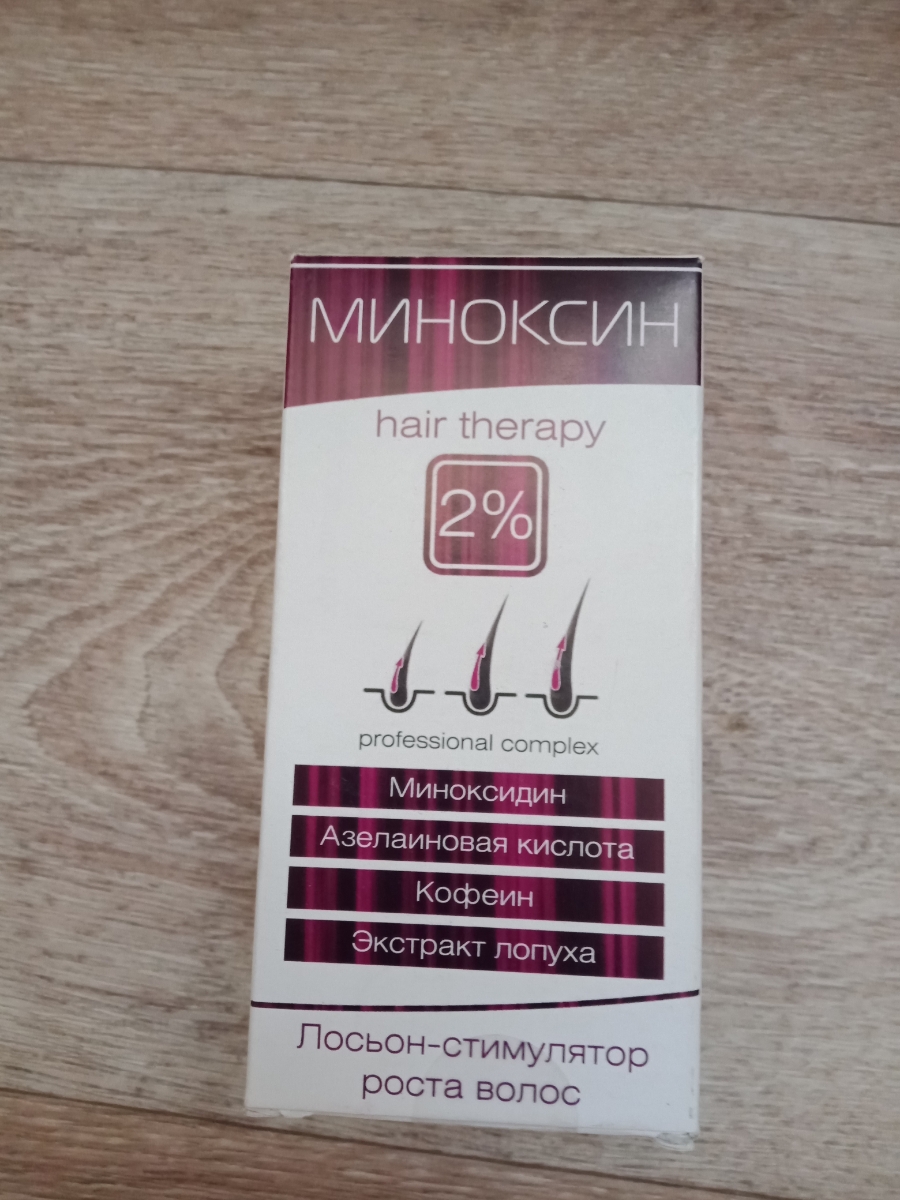 МИНОКСИН
hair therapy
2%
professional complex
Миноксидин
Азелаиновая кислота
Кофеин
Экстракт лопуха
Лосьон-стимулятор
роста волос